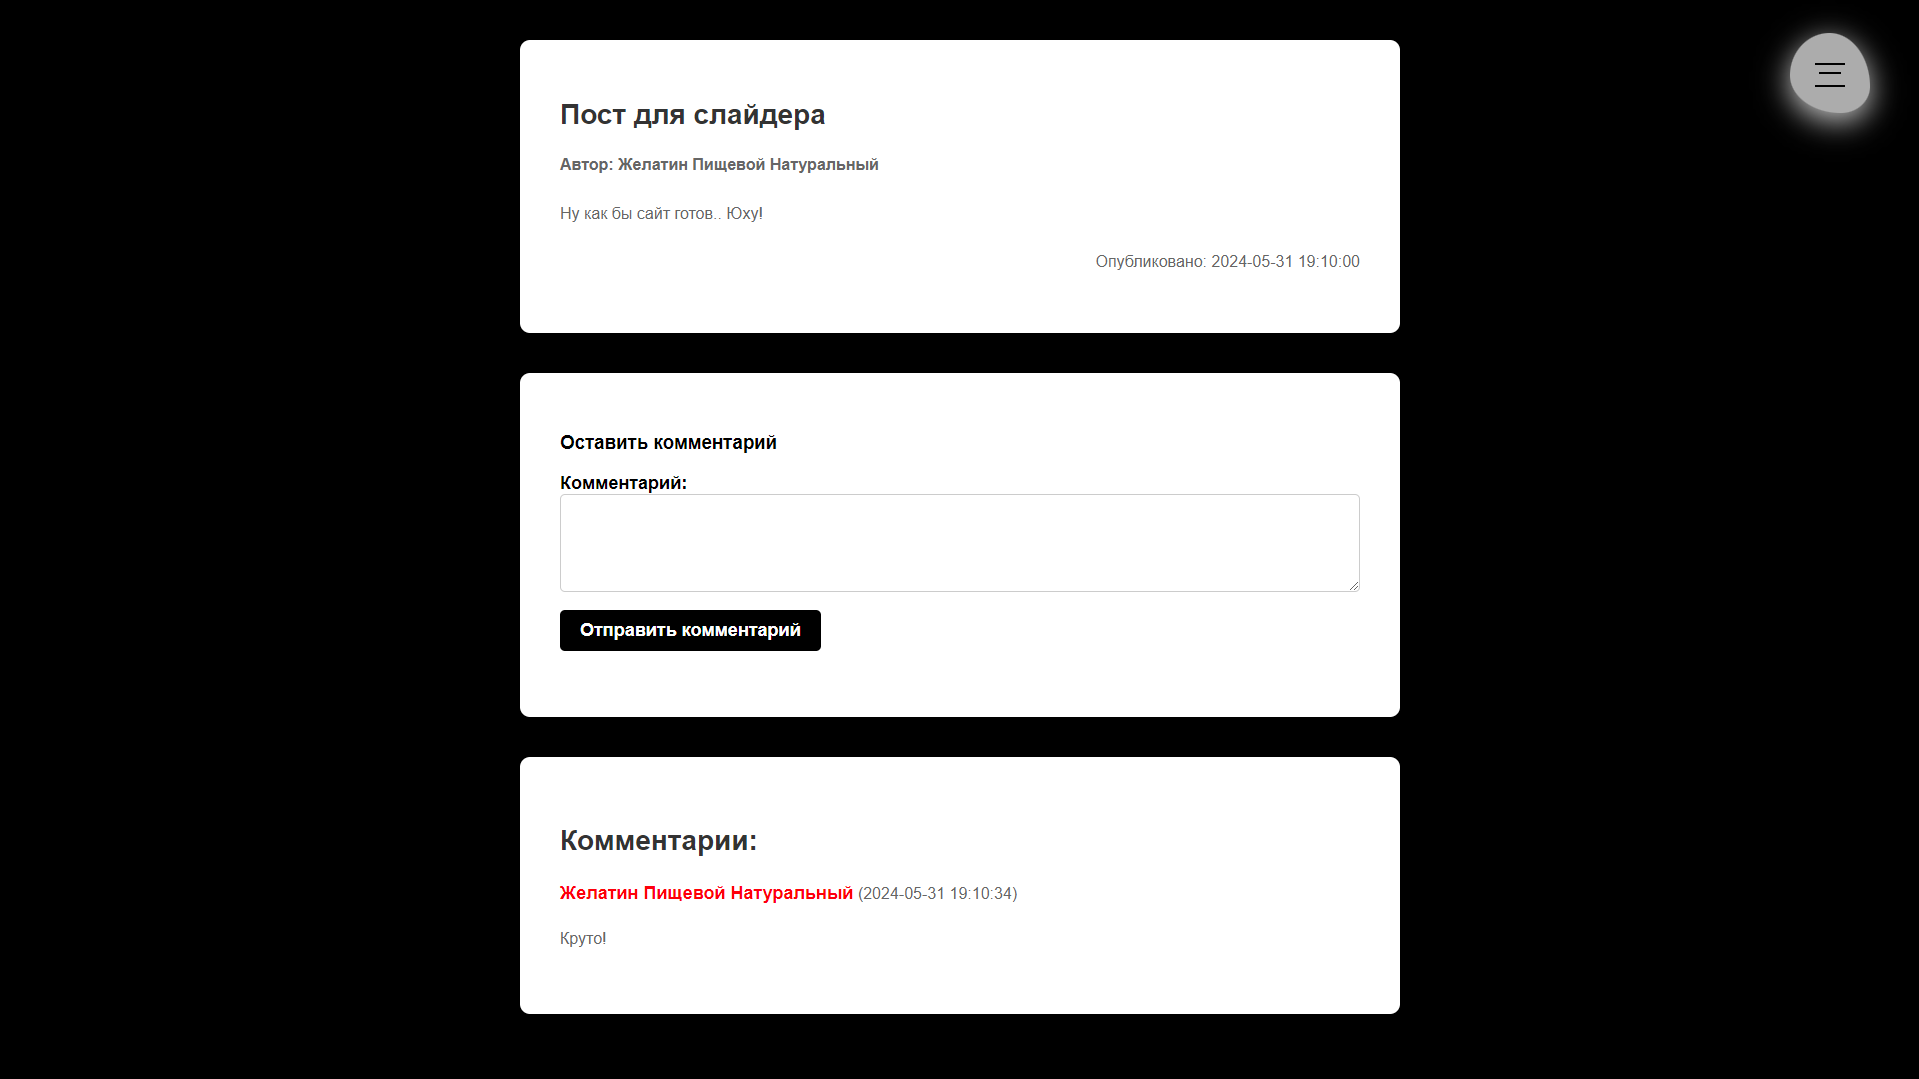 Пост для слайдера
Автор: Желатин Пищевой Натуральный
Ну как бы сайт готов.. Юху!
Опубликовано: 2024-05-31 19:10:00
Оставить комментарий
Комментарий:
Отправить комментарий
Комментарии:
Желатин Пищевой Натуральный (2024-05-31 19:10:34)
Круто!